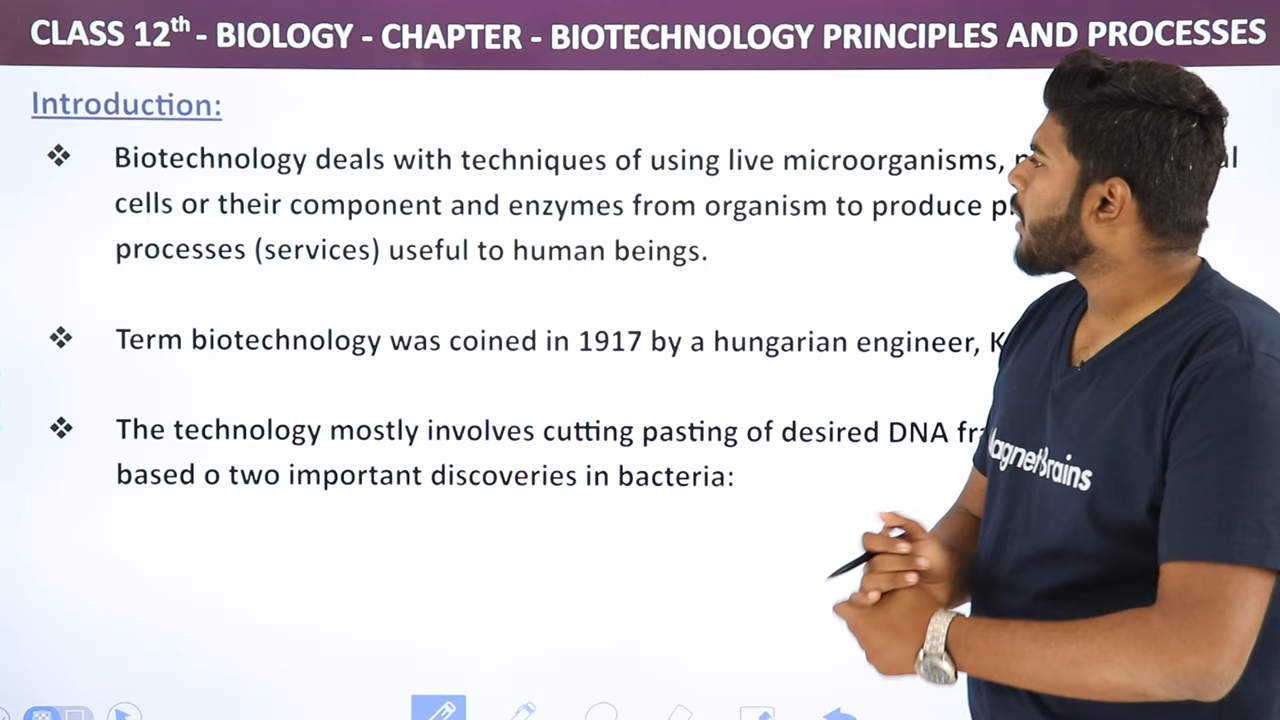 CLASS 12th - BIOLOGY - CHAPTER - BIOTECHNOLOGY PRINCIPLES AND PROCESSES
Introduction:
❖ Biotechnology deals with techniques of using live microorganisms,
cells or their component and enzymes from organism to produce
processes (services) useful to human beings.
❖ Term biotechnology was coined in 1917 by a hungarian engineer, K
❖ The technology mostly involves cutting pasting of desired DNA
based o two important discoveries in bacteria:
MagnetBrains